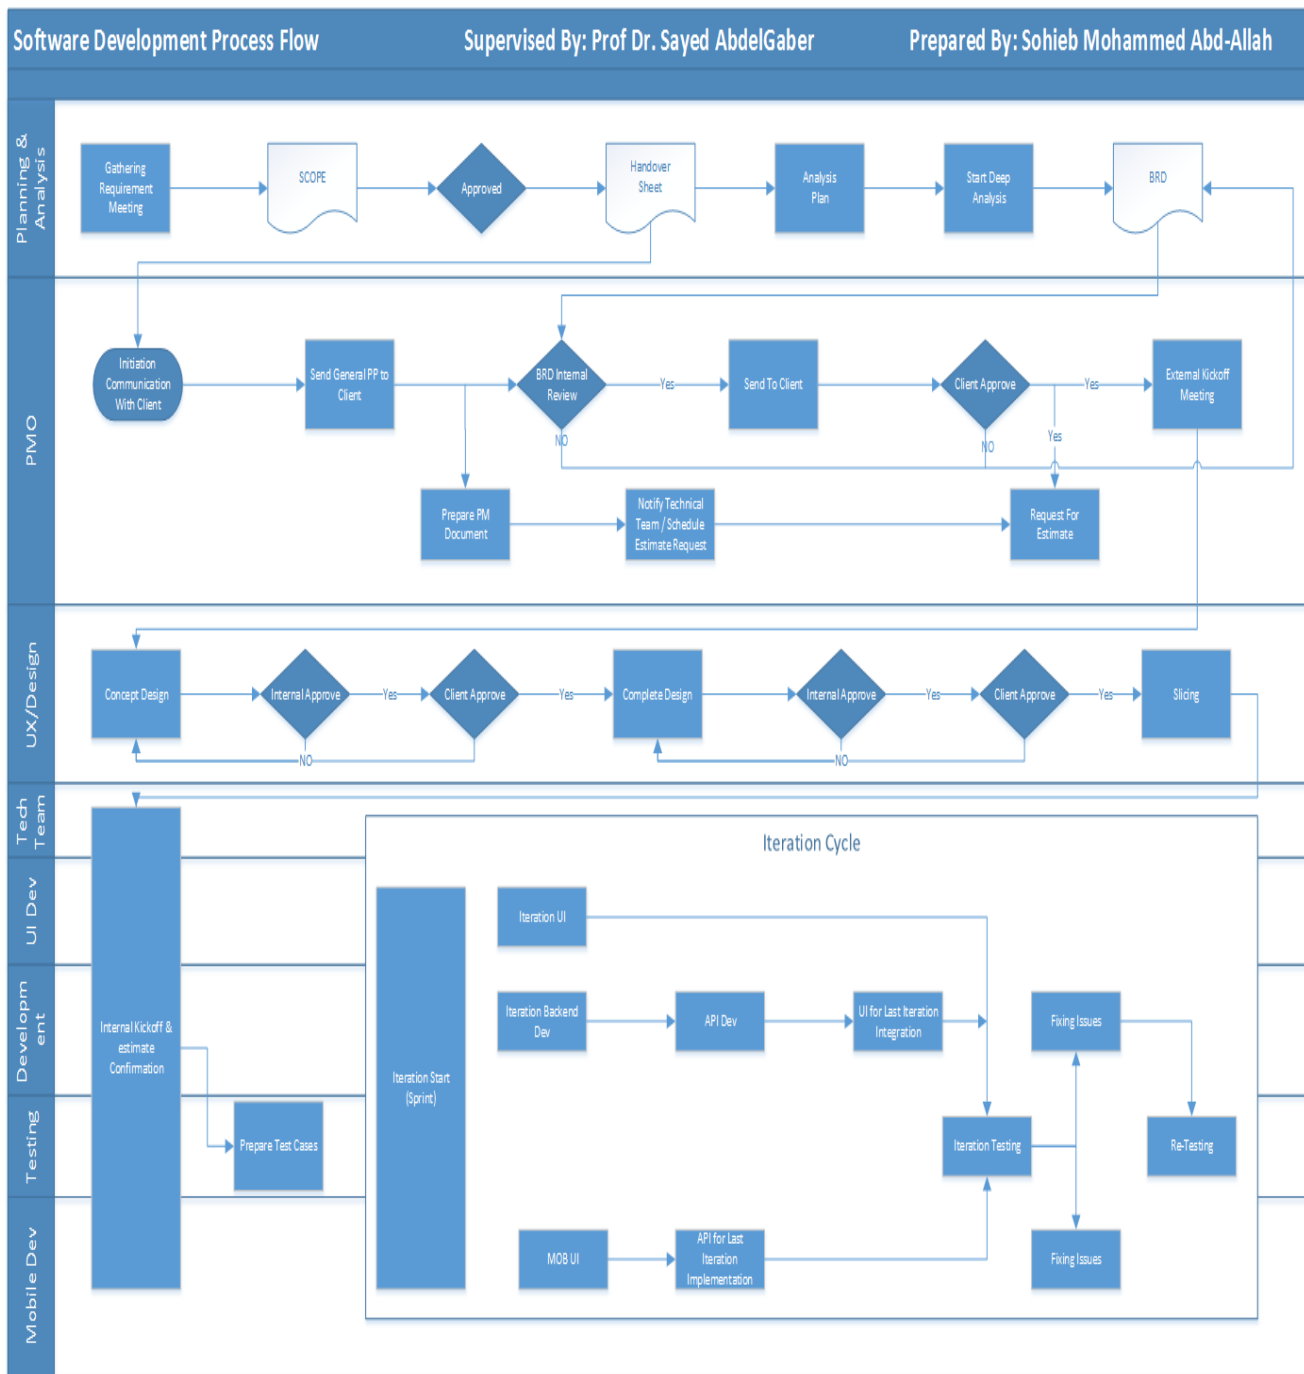 Software Development Process Flow
Supervised By: Prof Dr. Sayed AbdelGaber
Prepared By: Sohieb Mohammed Abd-Allah
Planning &
Analysis
Gathering
Requirement
Meeting
SCOPE
Approved
Handover
Sheet
Analysis
Plan
Start Deep
Analysis
BRD
PMO
Initiation
Communication
With Client
Send General PP to
Client
BRD Internal
Review
Yes
Send To Client
Client Approve
Yes
External Kickoff
Meeting
NO
Yes
NO
Prepare PM
Document
Notify Technical
Team / Schedule
Estimate Request
Request For
Estimate
UX/Design
Concept Design
Internal Approve
Yes
Client Approve
Yes
Complete Design
Internal Approve
Yes
Client Approve
Yes
Slicing
NO
NO
Tech
Team
UI Dev
Developm
ent
Testing
Mobile Dev
Internal Kickoff &
estimate
Confirmation
Prepare Test Cases
Iteration Cycle
Iteration Start
(Sprint)
Iteration UI
Iteration Backend
Dev
API Dev
UI for Last Iteration
Integration
Fixing Issues
Iteration Testing
Re-Testing
MOB UI
API for Last
Iteration
Implementation
Fixing Issues